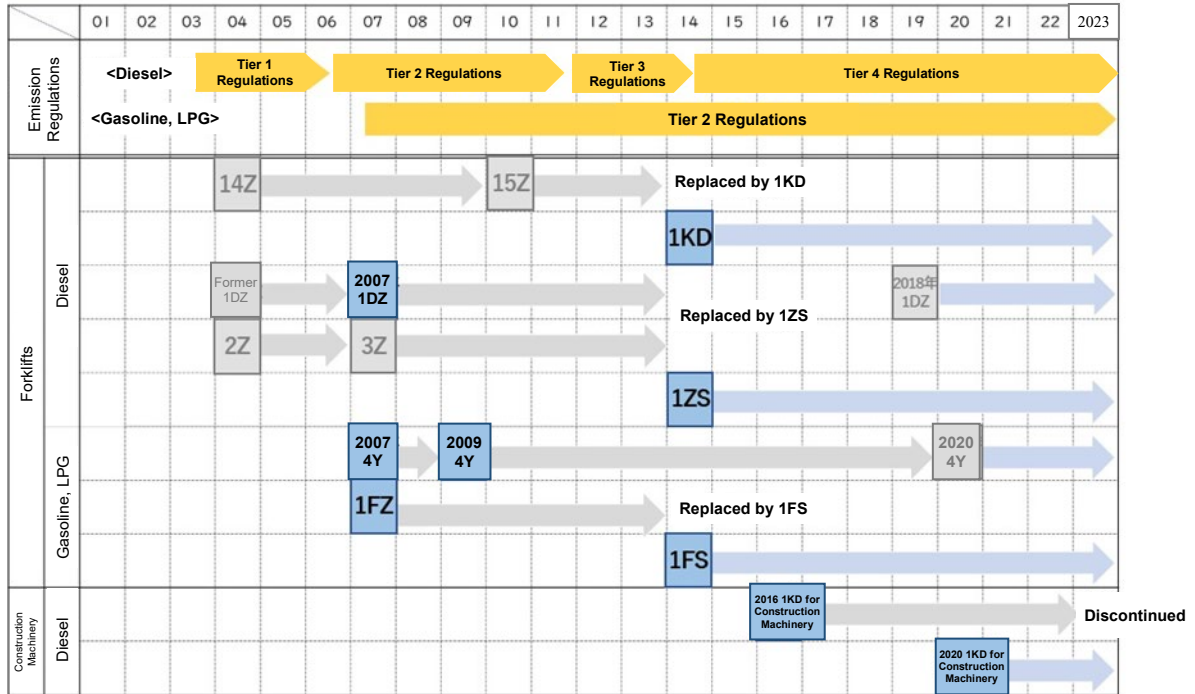 01 02 03 04 05 06 07 08 09 10 11 12 13 14 15 16 17 18 19 20 21 22 2023
Emission
Regulations
<Diesel>
Tier 1
Regulations
Tier 2 Regulations
Tier 3
Regulations
Tier 4 Regulations
<Gasoline, LPG>
Tier 2 Regulations
Forklifts
Diesel
14Z
15Z
Replaced by 1KD
1KD
Former
1DZ
2007
1DZ
2018年
1DZ
Replaced by 1ZS
2Z
3Z
1ZS
Gasoline, LPG
2007
4Y
2009
4Y
2020
4Y
1FZ
Replaced by 1FS
1FS
Construction
Machinery
Diesel
2016 1KD for
Construction
Machinery
Discontinued
2020 1KD for
Construction
Machinery